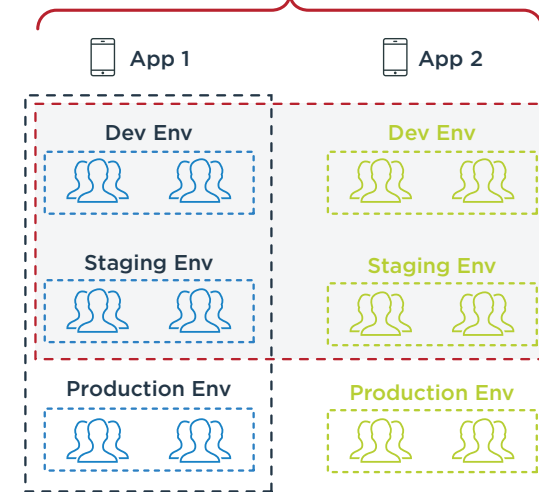 App 1 App 2
Dev Env Dev Env
Staging Env Staging Env
Production Env Production Env